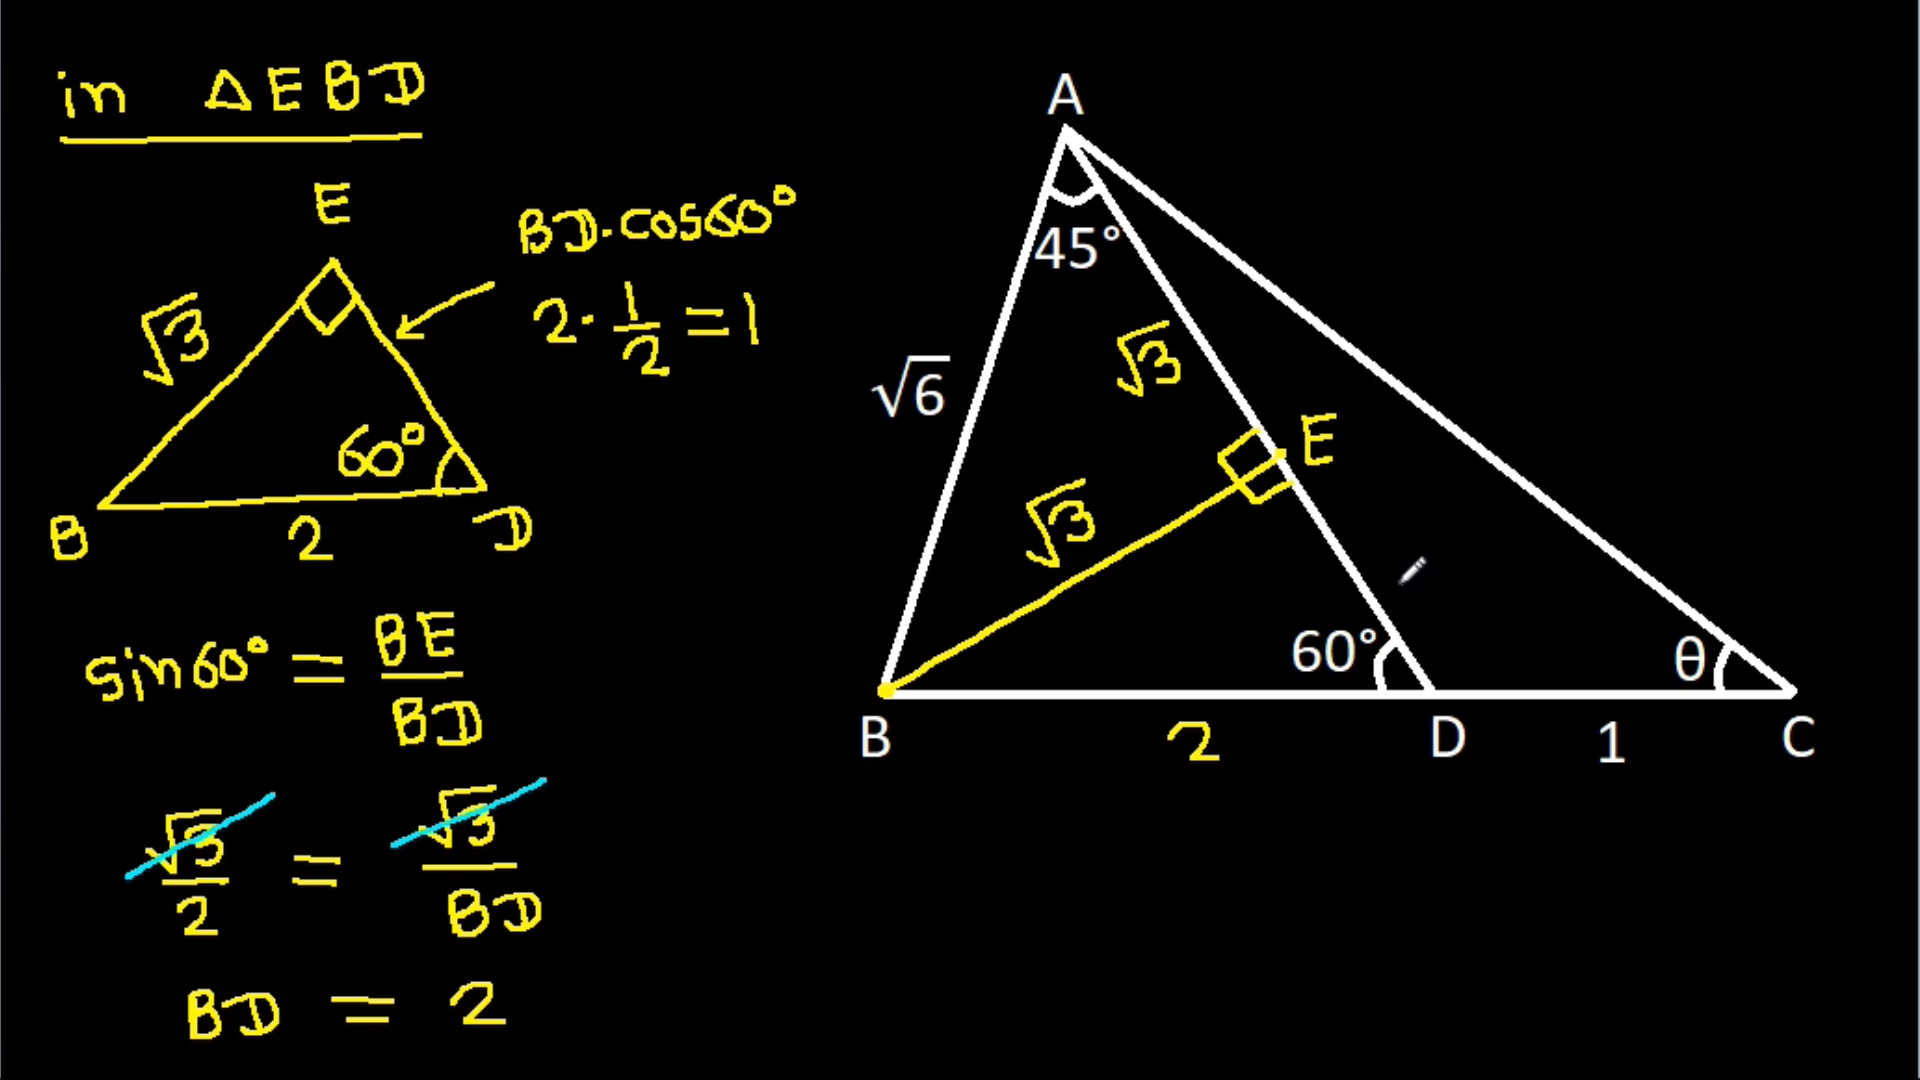 in ΔEBD
E
BD·cos60°
√3
2·1/2=1
60°
B
2
D
sin60° = BE/BD
√3/2 = √3/BD
BD = 2
A
45°
√3
√6
E
√3
60°
θ
B
2
D
1
C